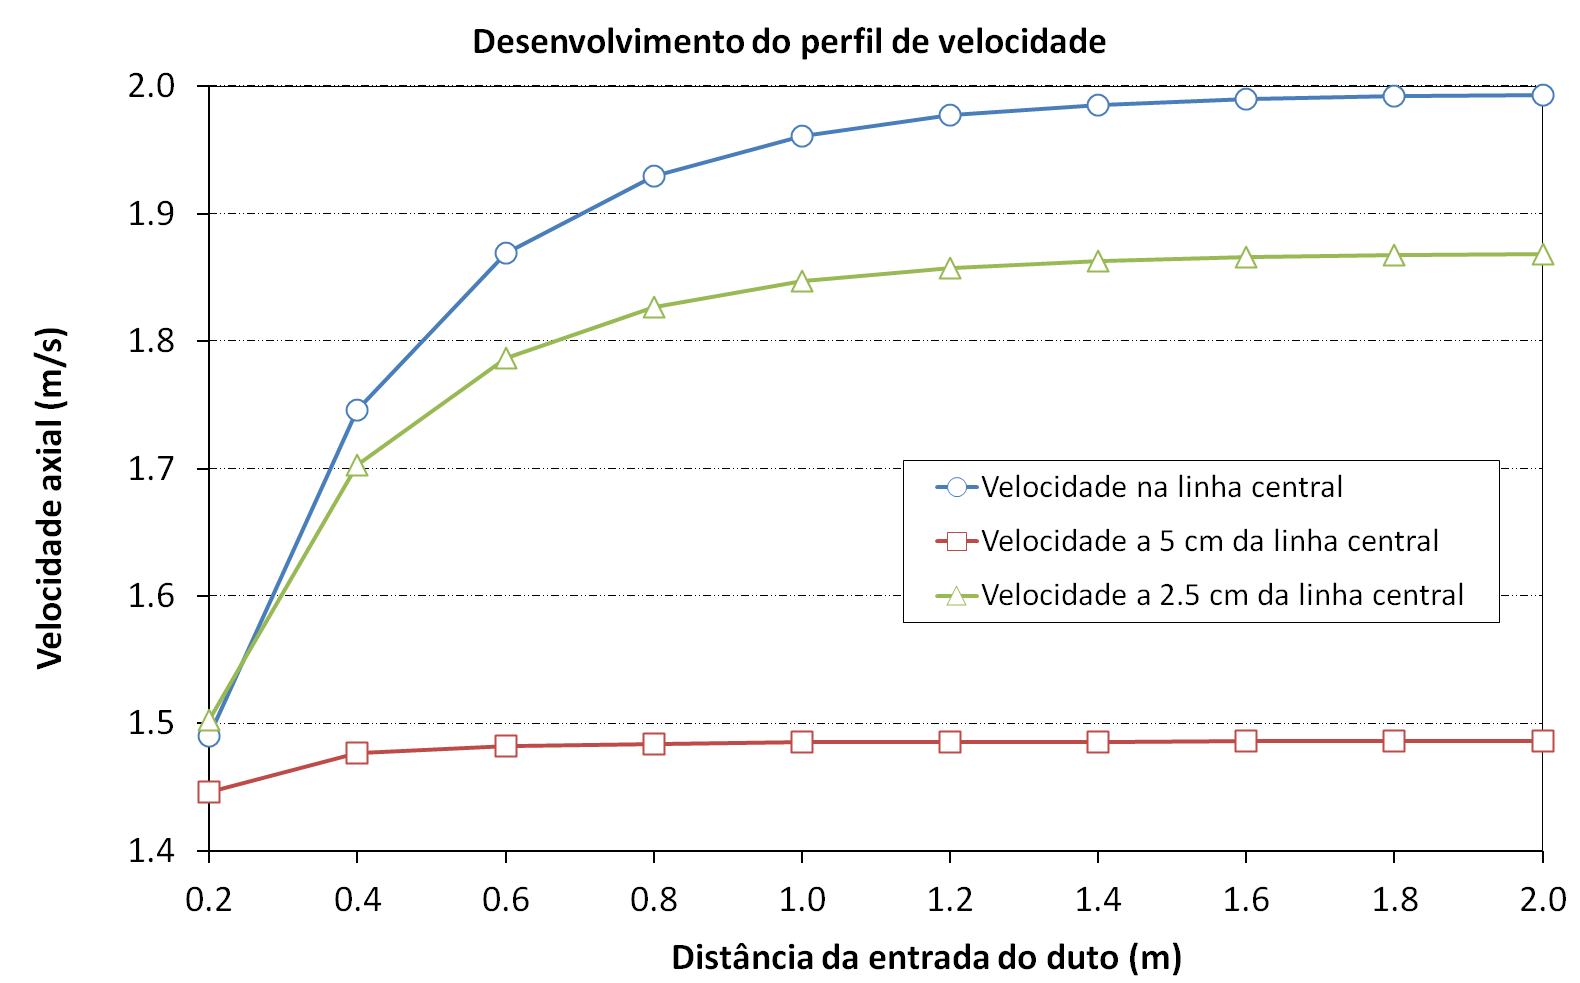 Desenvolvimento do perfil de velocidade
2.0
1.9
1.8
1.7
1.6
1.5
1.4
Velocidade axial (m/s)
Velocidade na linha central
Velocidade a 5 cm da linha central
Velocidade a 2.5 cm da linha central
0.2 0.4 0.6 0.8 1.0 1.2 1.4 1.6 1.8 2.0
Distância da entrada do duto (m)